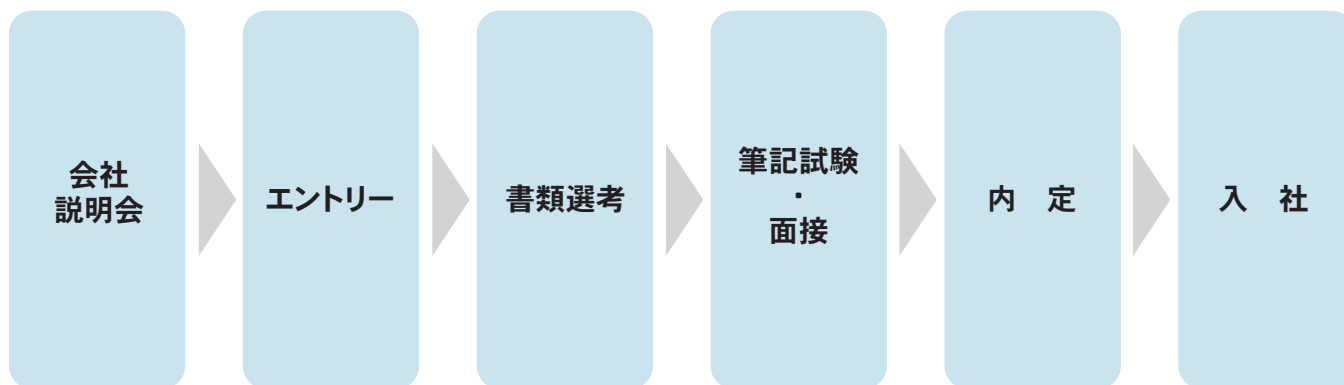 会社
説明会
エントリー
書類選考
筆記試験
・
面接
内　定
入　社